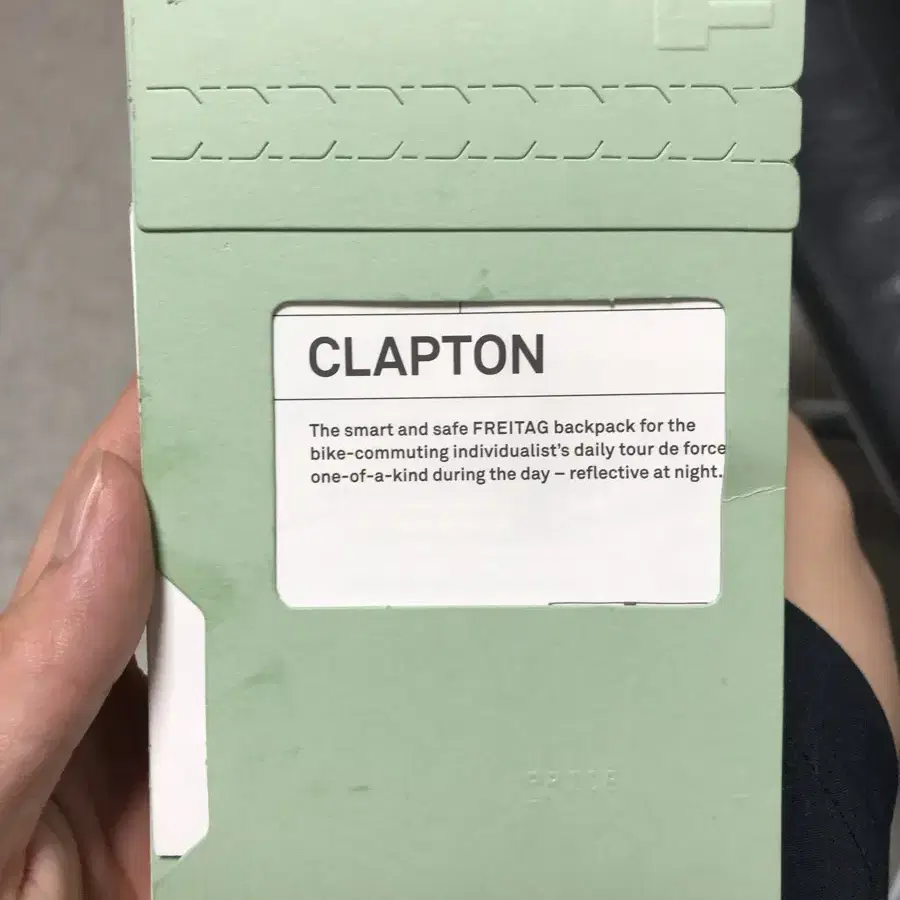 CLAPTON
The smart and safe FREITAG backpack for the
bike-commuting individualist's daily tour de force
one-of-a-kind during the day – reflective at night.